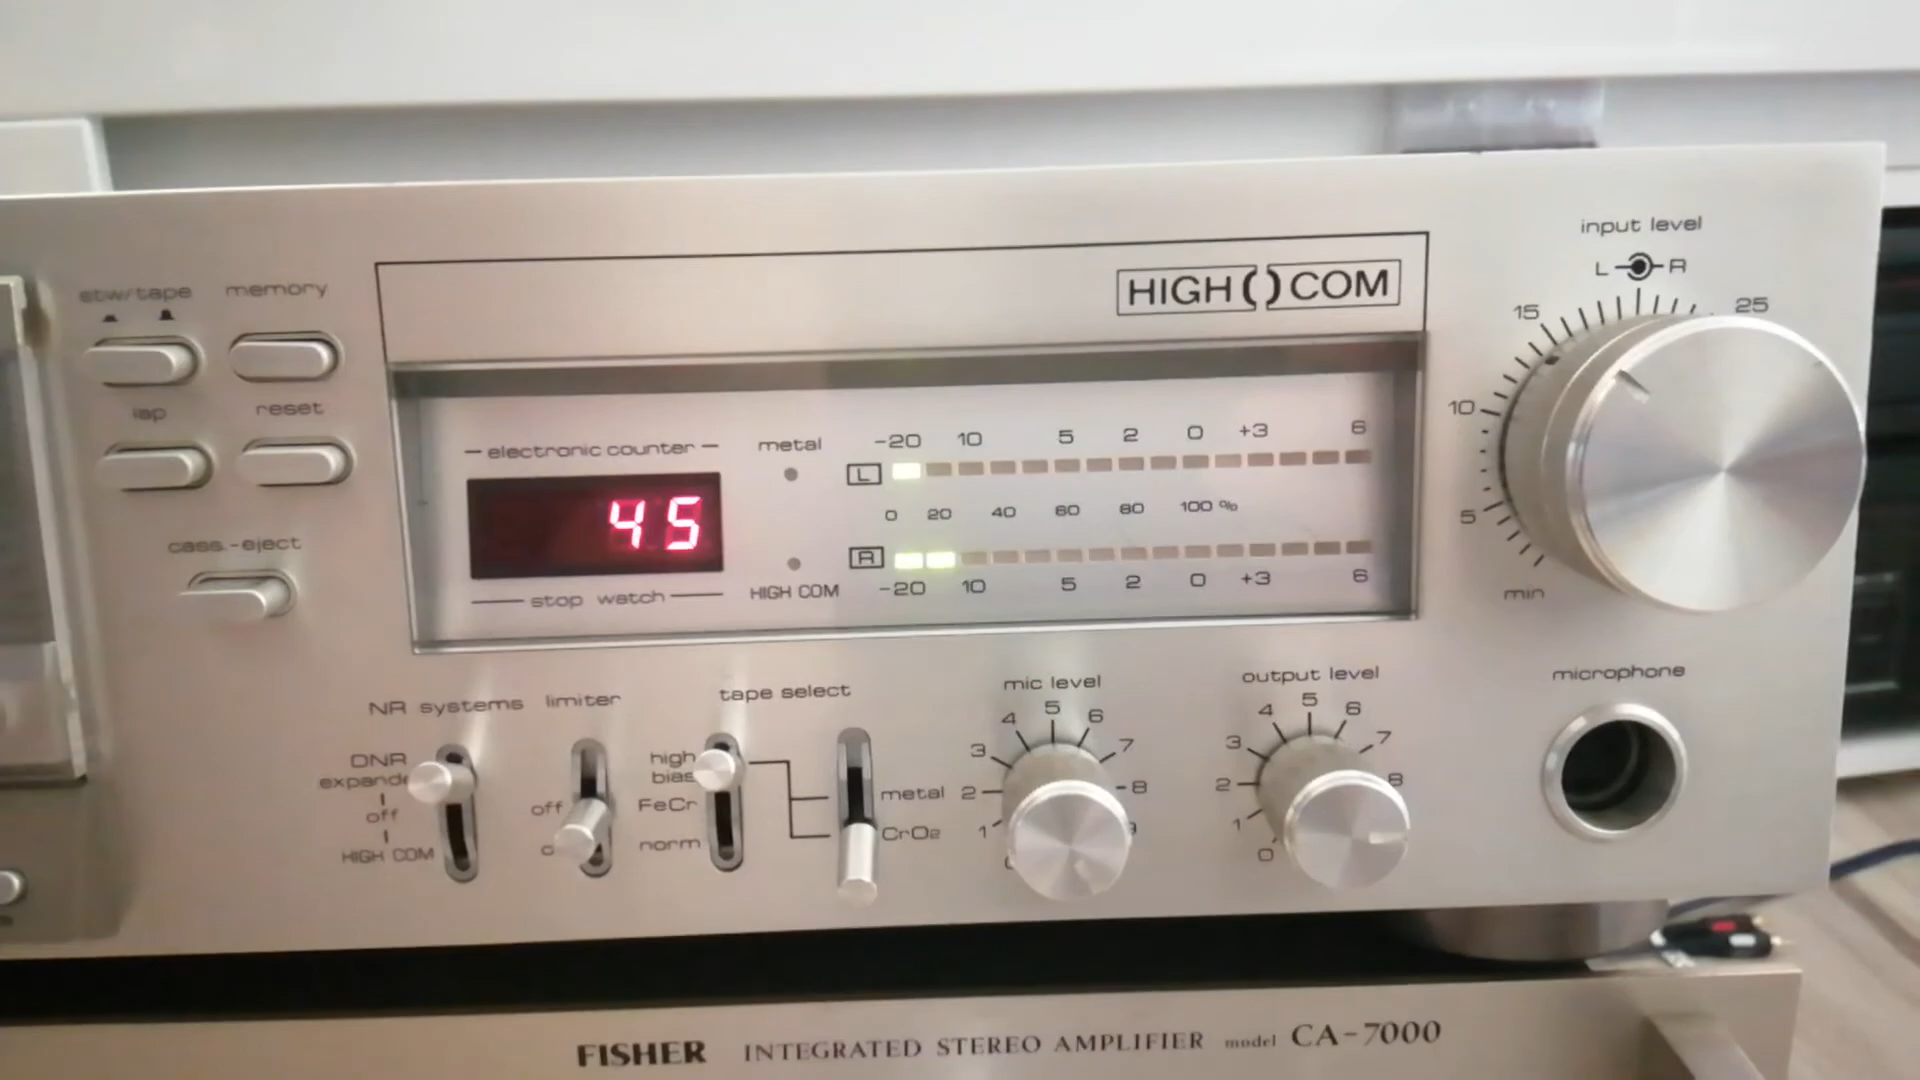 input level
L R
HIGH COM
stw/tape memory
15 25
lap reset
10
metal -20 10 5 2 0 +3 6
electronic counter
L
45
0 20 40 60 80 100 %
5
cass.-eject
R
HIGH COM -20 10 5 2 0 +3 6
stop watch
min
NR systems limiter tape select mic level output level microphone
0 1 2 3 4 5 6 7 8 9
0 1 2 3 4 5 6 7 8
DNR
expande
off
HIGH COM
off
high
bias
FeCr
norm
metal
CrO2
FISHER INTEGRATED STEREO AMPLIFIER model CA-7000